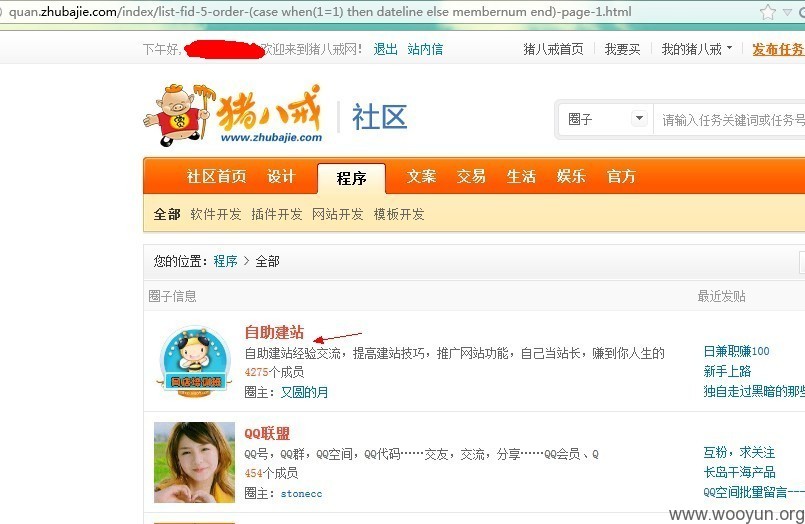 quan.zhubajie.com/index/list-fid-5-order-(case when(1=1) then dateline else membernum end)-page-1.html
下午好, 欢迎来到猪八戒网! 退出 站内信 猪八戒首页 我要买 我的猪八戒 发布任务
猪八戒 www.zhubajie.com 社区 圈子 请输入任务关键词或任务号
社区首页 设计 程序 文案 交易 生活 娱乐 官方
全部 软件开发 插件开发 网站开发 模板开发
您的位置: 程序 > 全部
圈子信息 最近发贴
自助建站
自助建站经验交流，提高建站技巧，推广网站功能，自己当站长，赚到你人生的
4275个成员
圈主: 又圆的月
日兼职赚100
新手上路
独自走过黑暗的那些
QQ联盟
QQ号，QQ群，QQ空间，QQ代码……交友，交流，分享……QQ会员、Q
454个成员
圈主: stonecc
互粉，求关注
长岛干海产品
QQ空间批量留言---
www.wooyun.org